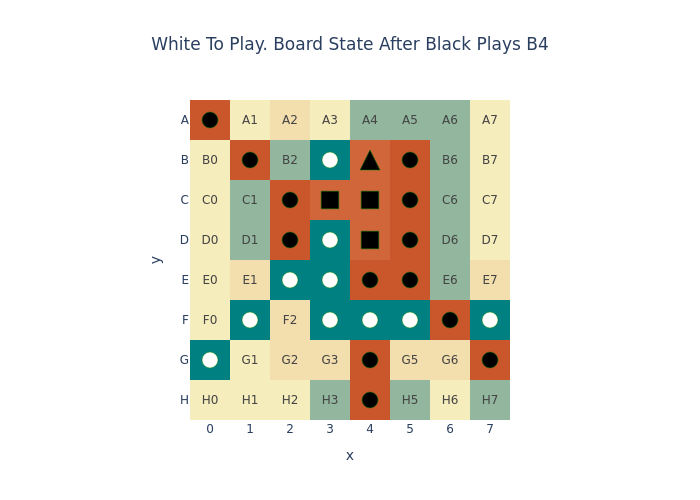 White To Play. Board State After Black Plays B4
A A1 A2 A3 A4 A5 A6 A7
B B0 B2 B6 B7
C C0 C1 C6 C7
D D0 D1 D6 D7
y
E E0 E1 E6 E7
F F0 F2
G G1 G2 G3 G5 G6
H H0 H1 H2 H3 H5 H6 H7
0 1 2 3 4 5 6 7
x